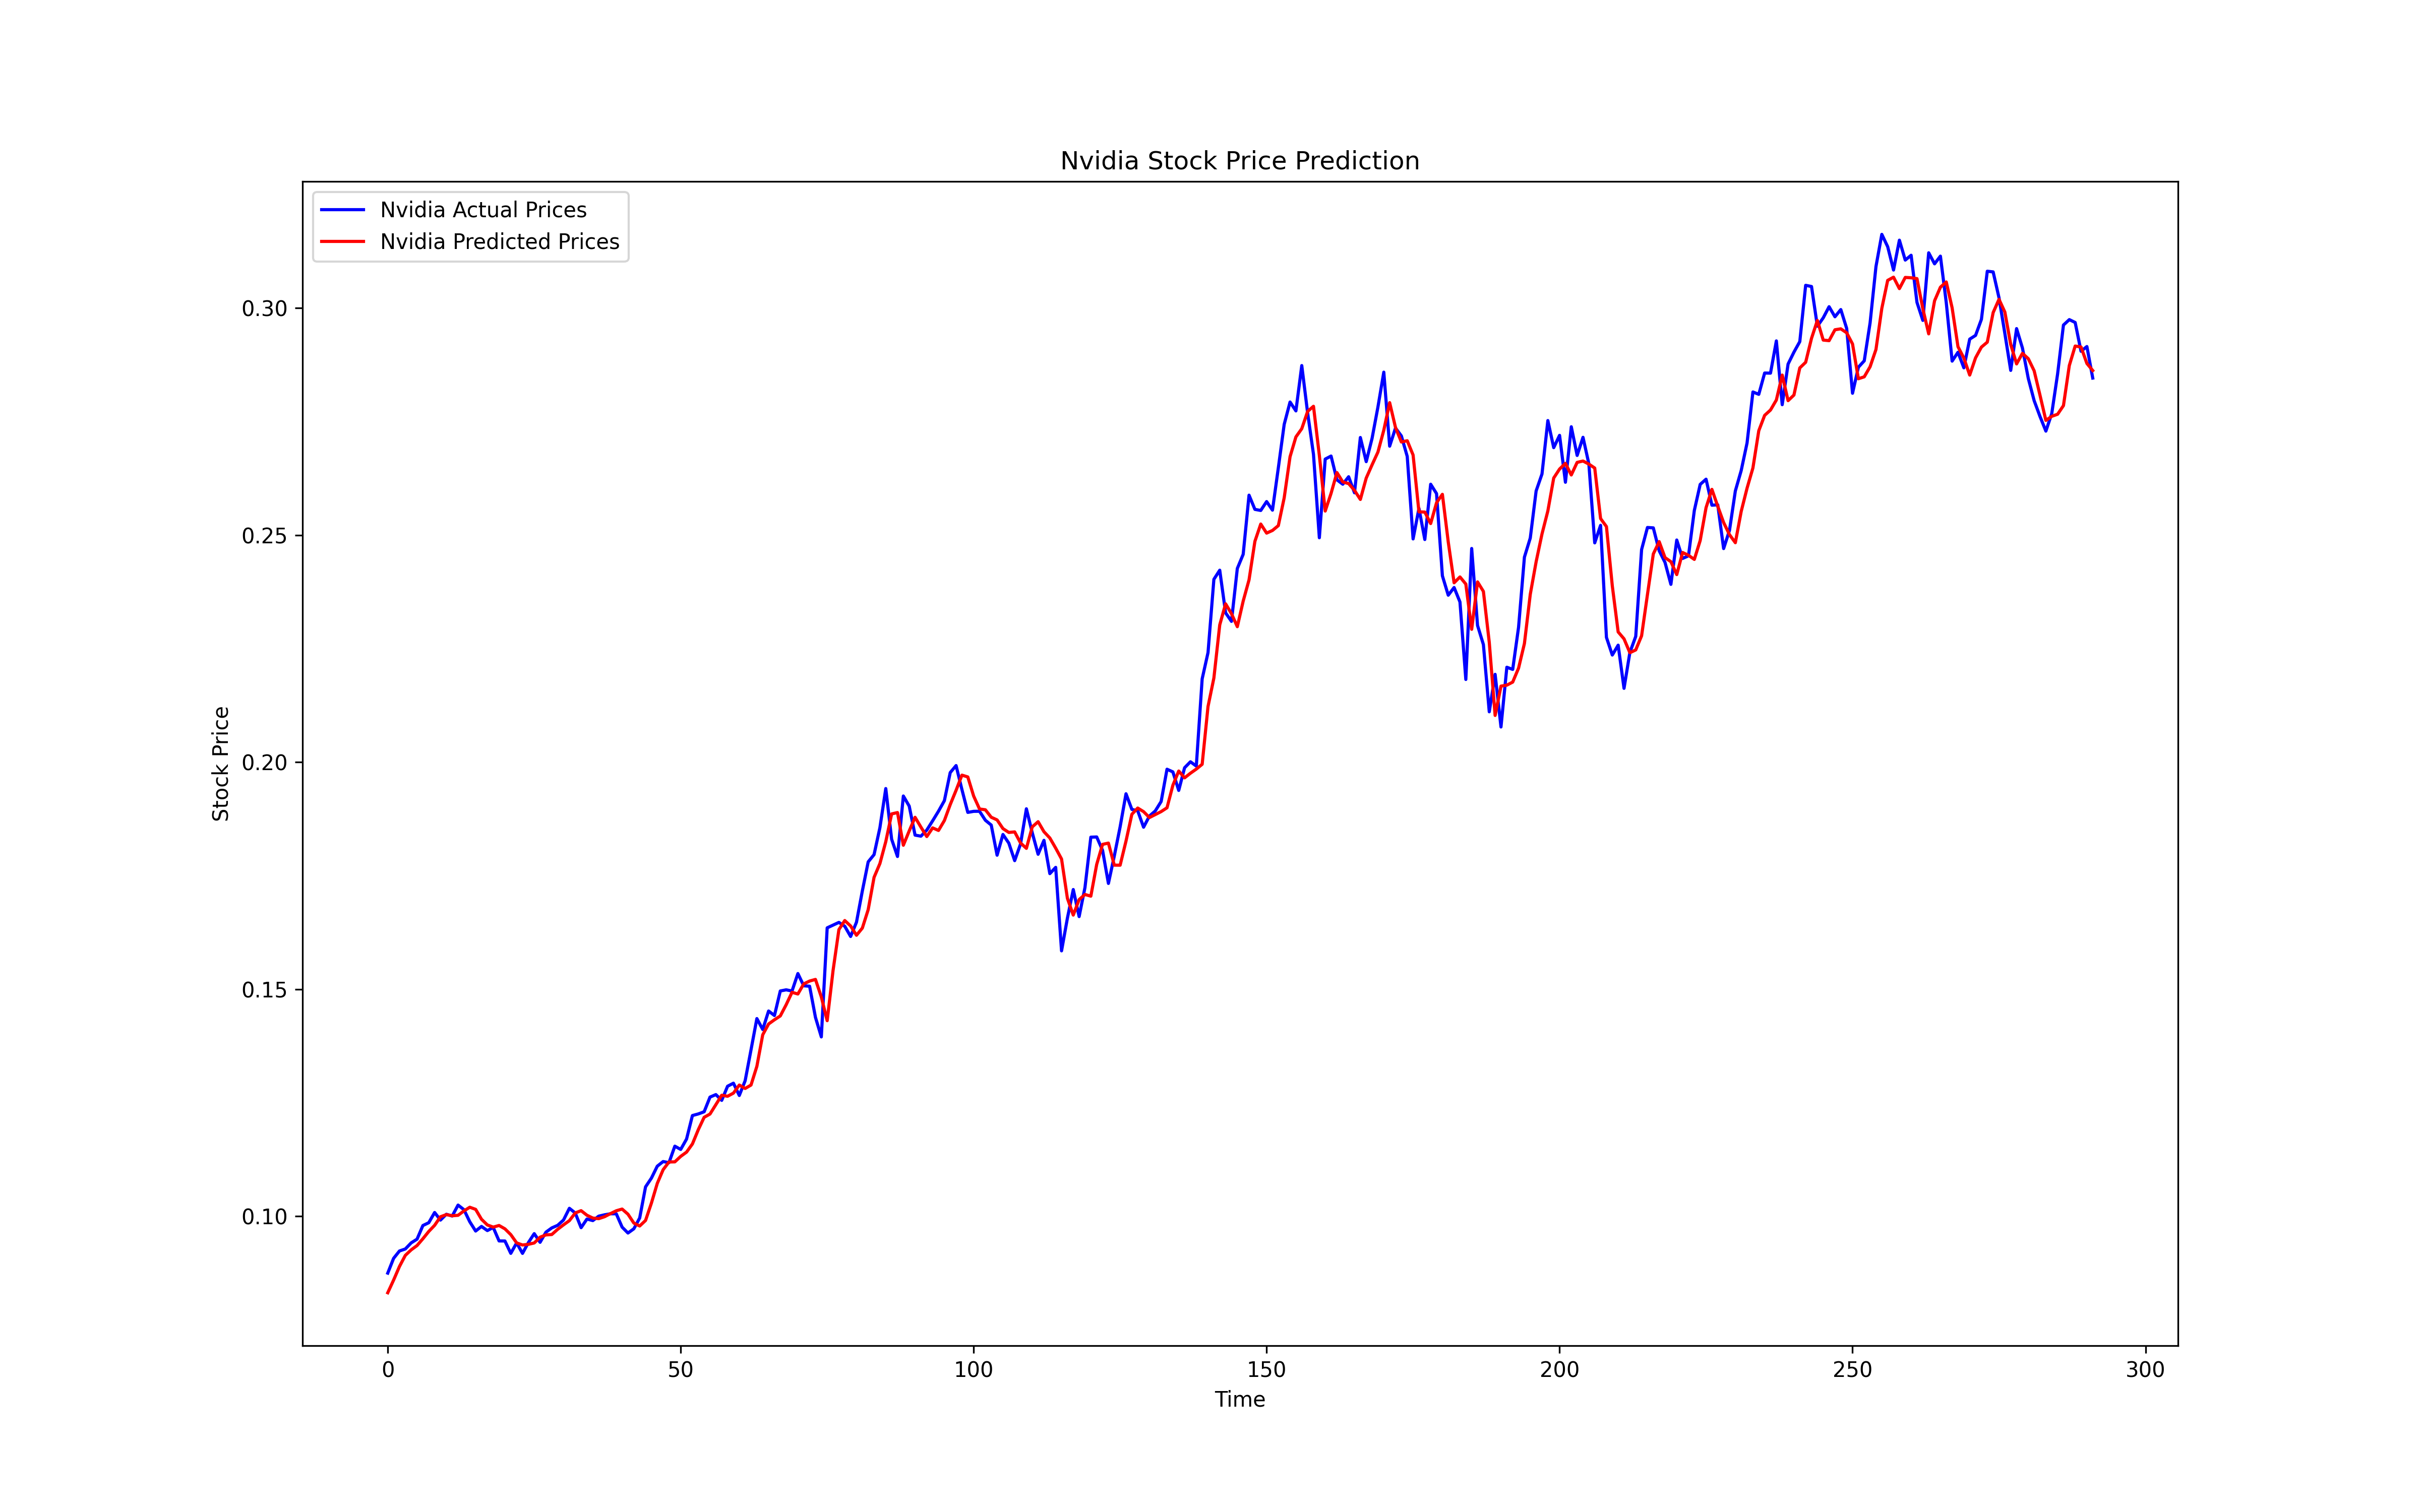 Nvidia Stock Price Prediction
Nvidia Actual Prices
Nvidia Predicted Prices
0.30
0.25
0.20
0.15
0.10
Stock Price
0 50 100 150 200 250 300
Time